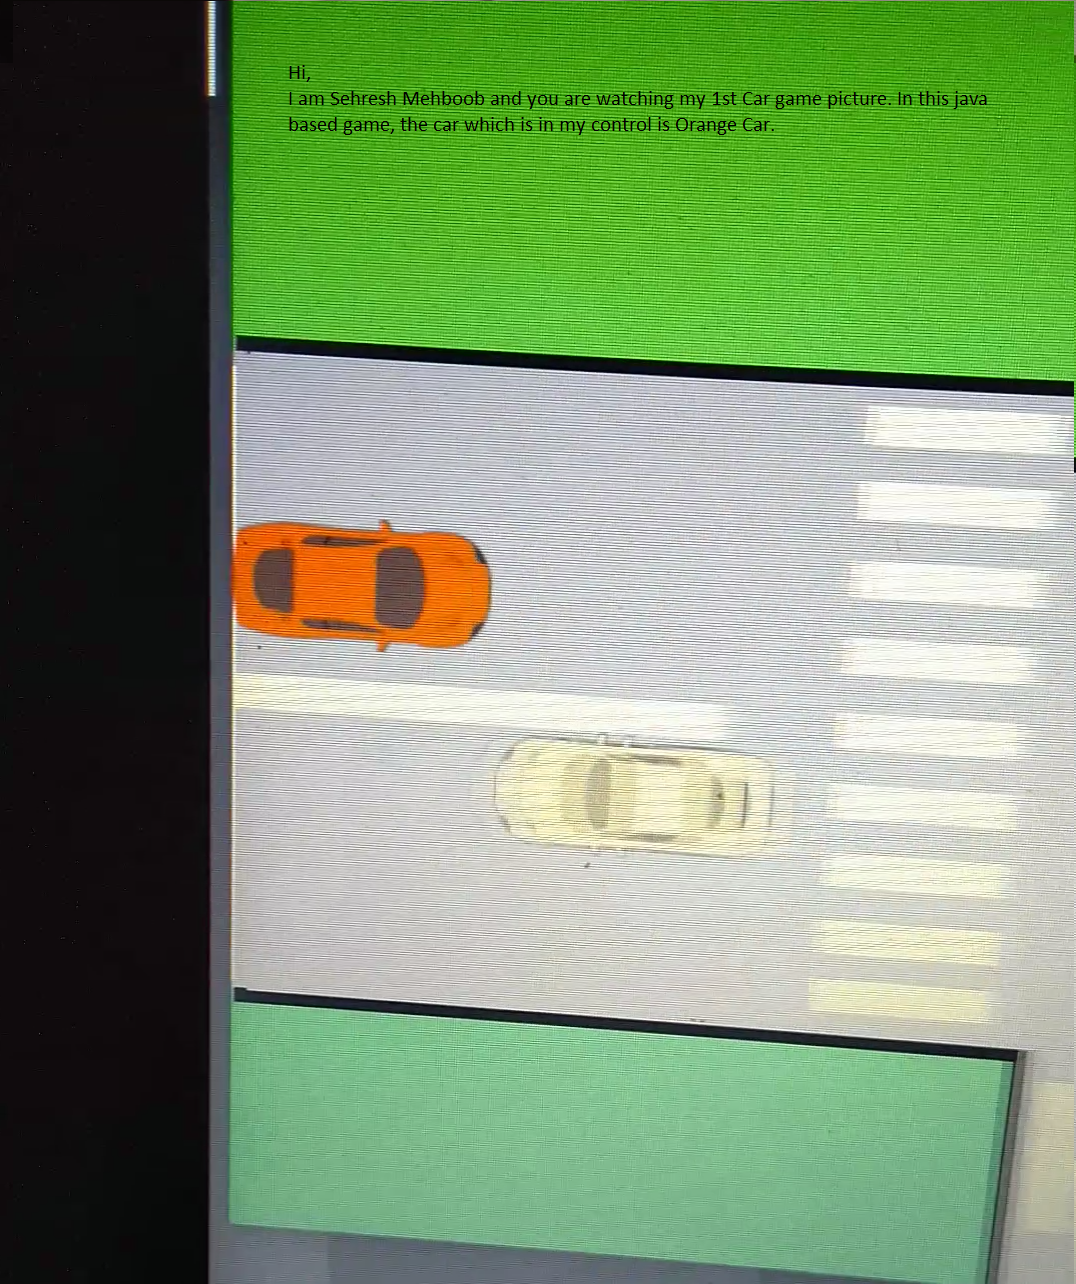 Hi,
I am Sehresh Mehboob and you are watching my 1st Car game picture. In this java
based game, the car which is in my control is Orange Car.